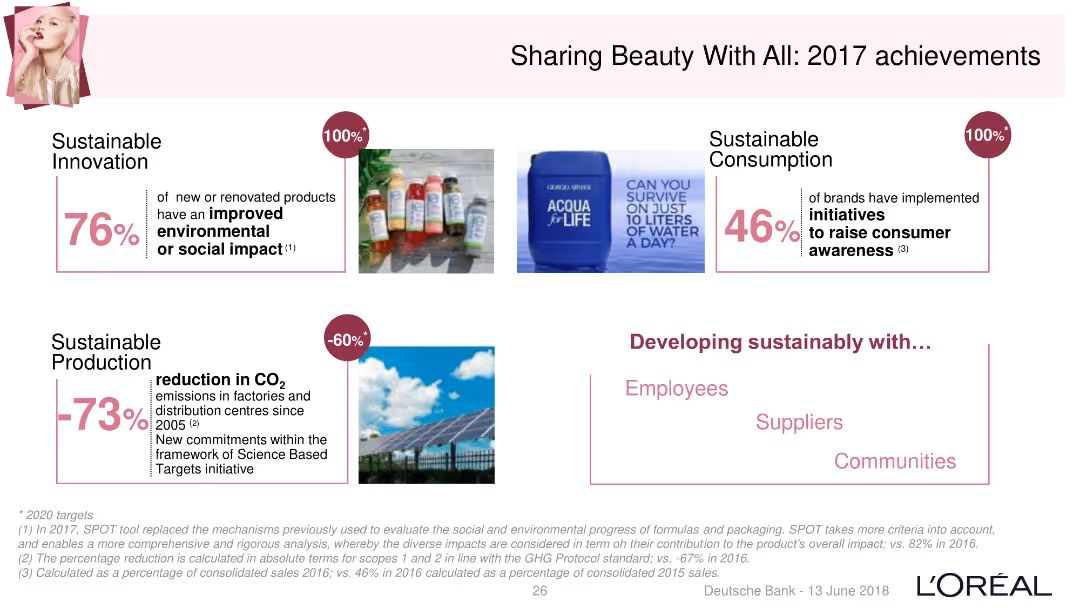 Sharing Beauty With All: 2017 achievements
Sustainable
Innovation
100%*
76%
of new or renovated products
have an improved
environmental
or social impact (1)
GIORGIO ARMANI
ACQUA
for LIFE
CAN YOU
SURVIVE
ON JUST
10 LITERS
OF WATER
A DAY?
Sustainable
Consumption
100%*
46%
of brands have implemented
initiatives
to raise consumer
awareness (3)
Sustainable
Production
-60%*
-73%
reduction in CO2
emissions in factories and
distribution centres since
2005 (2)
New commitments within the
framework of Science Based
Targets initiative
Developing sustainably with…
Employees
Suppliers
Communities
* 2020 targets
(1) In 2017, SPOT tool replaced the mechanisms previously used to evaluate the social and environmental progress of formulas and packaging. SPOT takes more criteria into account,
and enables a more comprehensive and rigorous analysis, whereby the diverse impacts are considered in term oh their contribution to the product's overall impact; vs. 82% in 2016.
(2) The percentage reduction is calculated in absolute terms for scopes 1 and 2 in line with the GHG Protocol standard; vs. -67% in 2016.
(3) Calculated as a percentage of consolidated sales 2016; vs. 46% in 2016 calculated as a percentage of consolidated 2015 sales.
26
Deutsche Bank - 13 June 2018
L'ORÉAL